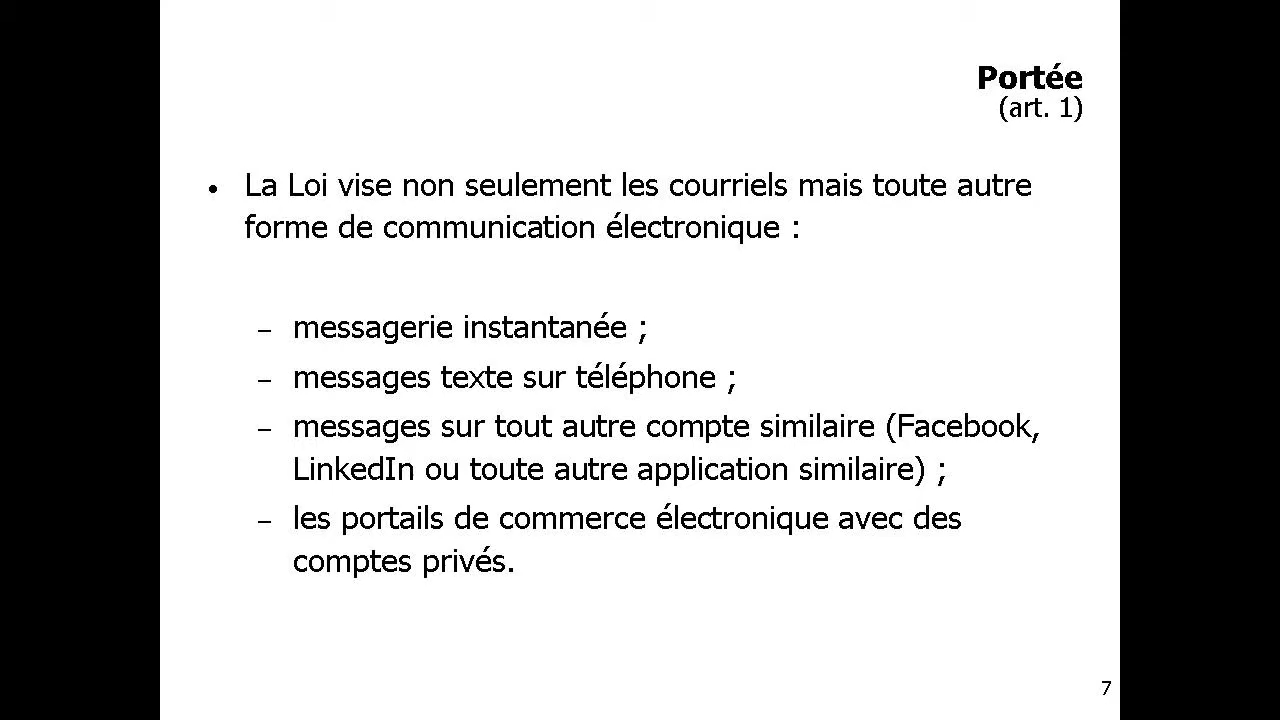 Portée
(art. 1)
• La Loi vise non seulement les courriels mais toute autre
forme de communication électronique :
– messagerie instantanée ;
– messages texte sur téléphone ;
– messages sur tout autre compte similaire (Facebook,
LinkedIn ou toute autre application similaire) ;
– les portails de commerce électronique avec des
comptes privés.
7